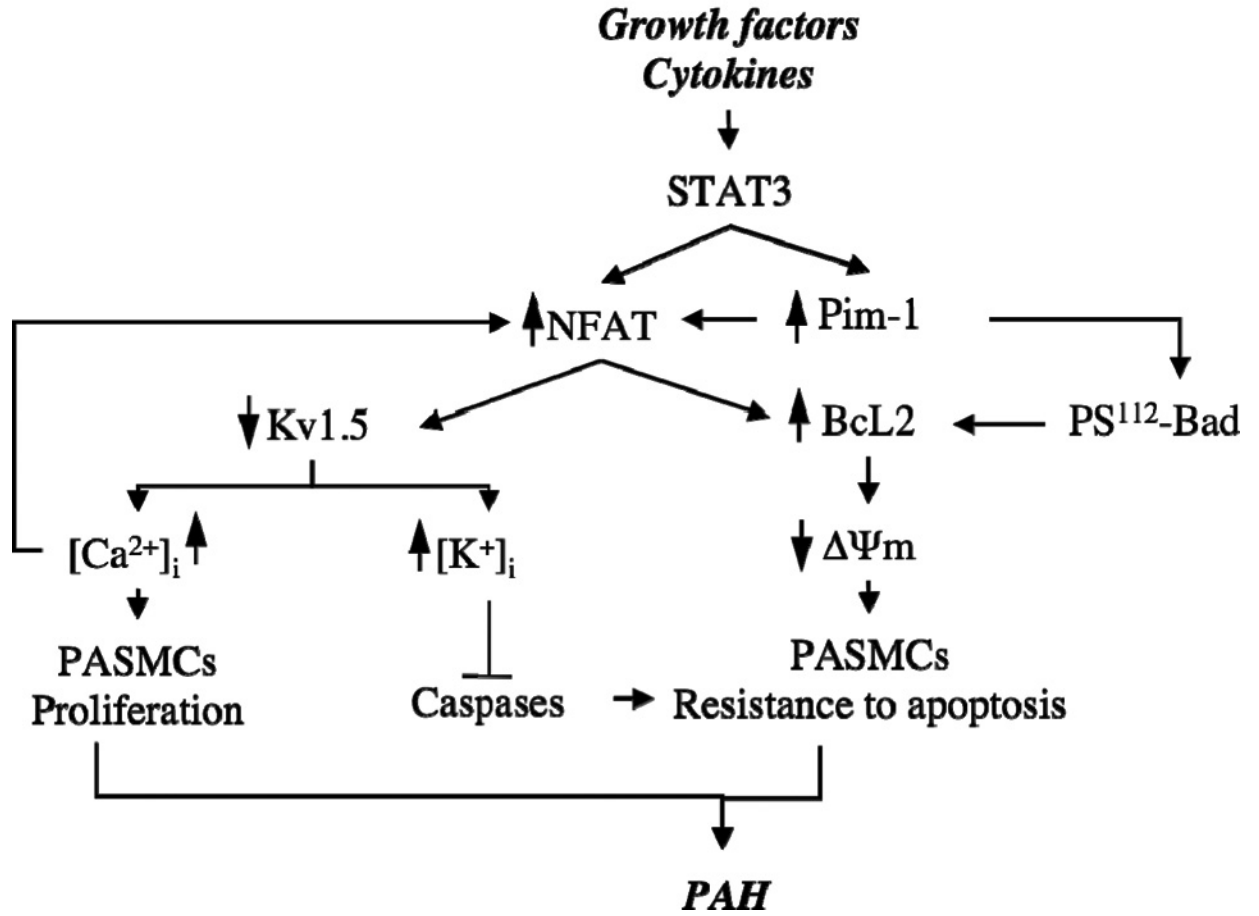 Growth factors
Cytokines
STAT3
NFAT
Pim-1
Kv1.5
BcL2
PS¹¹²-Bad
[Ca²⁺]ᵢ
[K⁺]ᵢ
ΔΨm
PASMCs
Proliferation
Caspases
PASMCs
Resistance to apoptosis
PAH